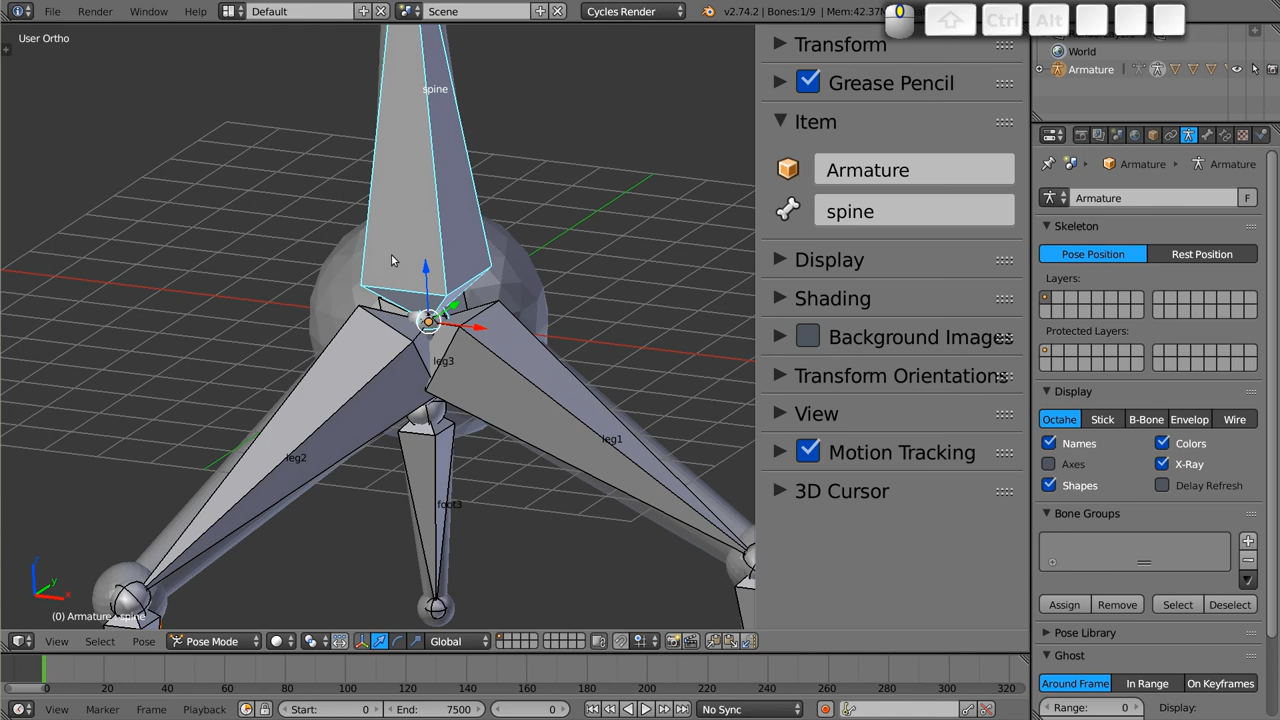 File Render Window Help Default Scene Cycles Render v2.74.2 | Bones:1/9 | Mem:42.37
Ctrl Alt
User Ortho
World
Armature
spine
Transform
Grease Pencil
Item
Armature
spine
Display
Shading
Background Images
Transform Orientations
View
Motion Tracking
3D Cursor
leg3
leg1
leg2
foot3
z
y
x
(0) Armature : spine
Armature Armature
Armature F
Skeleton
Pose Position Rest Position
Layers:
Protected Layers:
Display
Octahe Stick B-Bone Envelop Wire
Names Colors
Axes X-Ray
Shapes Delay Refresh
Bone Groups
Assign Remove Select Deselect
Pose Library
Ghost
Around Frame In Range On Keyframes
Range: 0 Display:
View Select Pose Pose Mode Global
0 20 40 60 80 100 120 140 160 180 200 220 240 260 280 300 320
View Marker Frame Playback Start: 0 End: 7500 0 No Sync